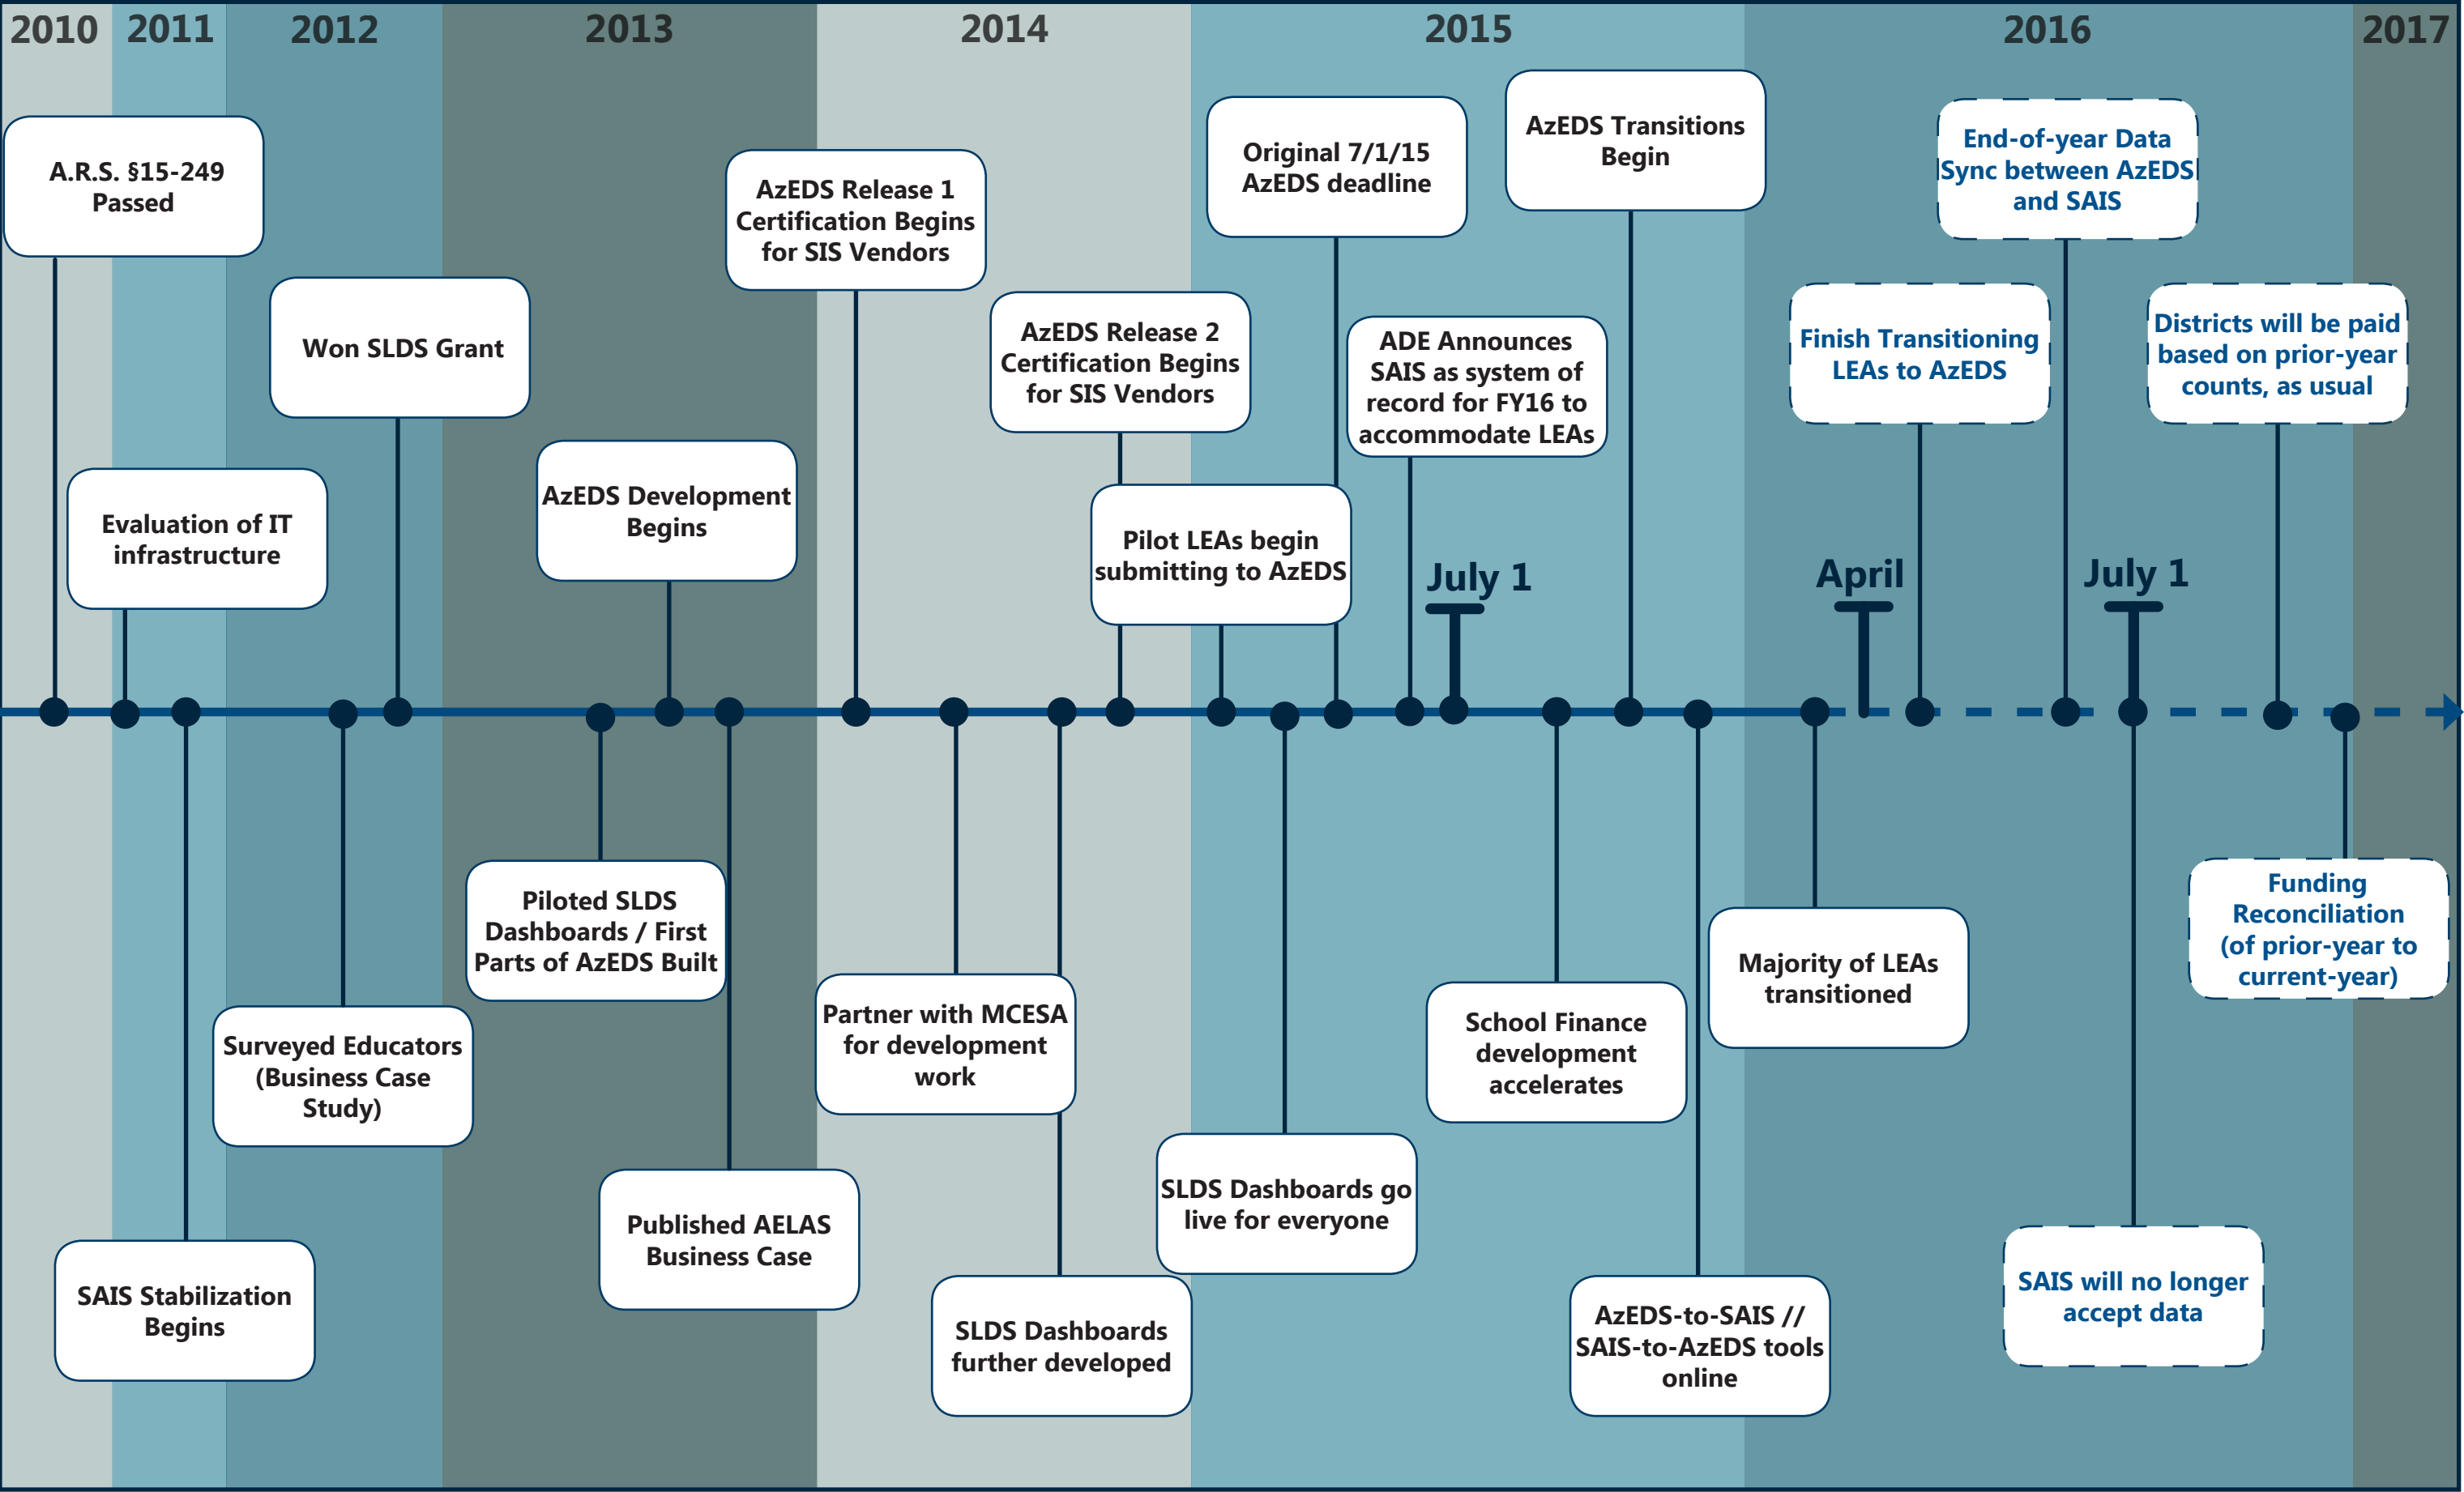 2010
2011
2012
2013
2014
2015
2016
2017
A.R.S. §15-249
Passed
Evaluation of IT
infrastructure
SAIS Stabilization
Begins
Surveyed Educators
(Business Case
Study)
Won SLDS Grant
Piloted SLDS
Dashboards / First
Parts of AzEDS Built
AzEDS Development
Begins
Published AELAS
Business Case
AzEDS Release 1
Certification Begins
for SIS Vendors
Partner with MCESA
for development
work
SLDS Dashboards
further developed
AzEDS Release 2
Certification Begins
for SIS Vendors
Pilot LEAs begin
submitting to AzEDS
SLDS Dashboards go
live for everyone
Original 7/1/15
AzEDS deadline
ADE Announces
SAIS as system of
record for FY16 to
accommodate LEAs
July 1
School Finance
development
accelerates
AzEDS Transitions
Begin
AzEDS-to-SAIS //
SAIS-to-AzEDS tools
online
Majority of LEAs
transitioned
April
Finish Transitioning
LEAs to AzEDS
End-of-year Data
Sync between AzEDS
and SAIS
July 1
SAIS will no longer
accept data
Districts will be paid
based on prior-year
counts, as usual
Funding
Reconciliation
(of prior-year to
current-year)